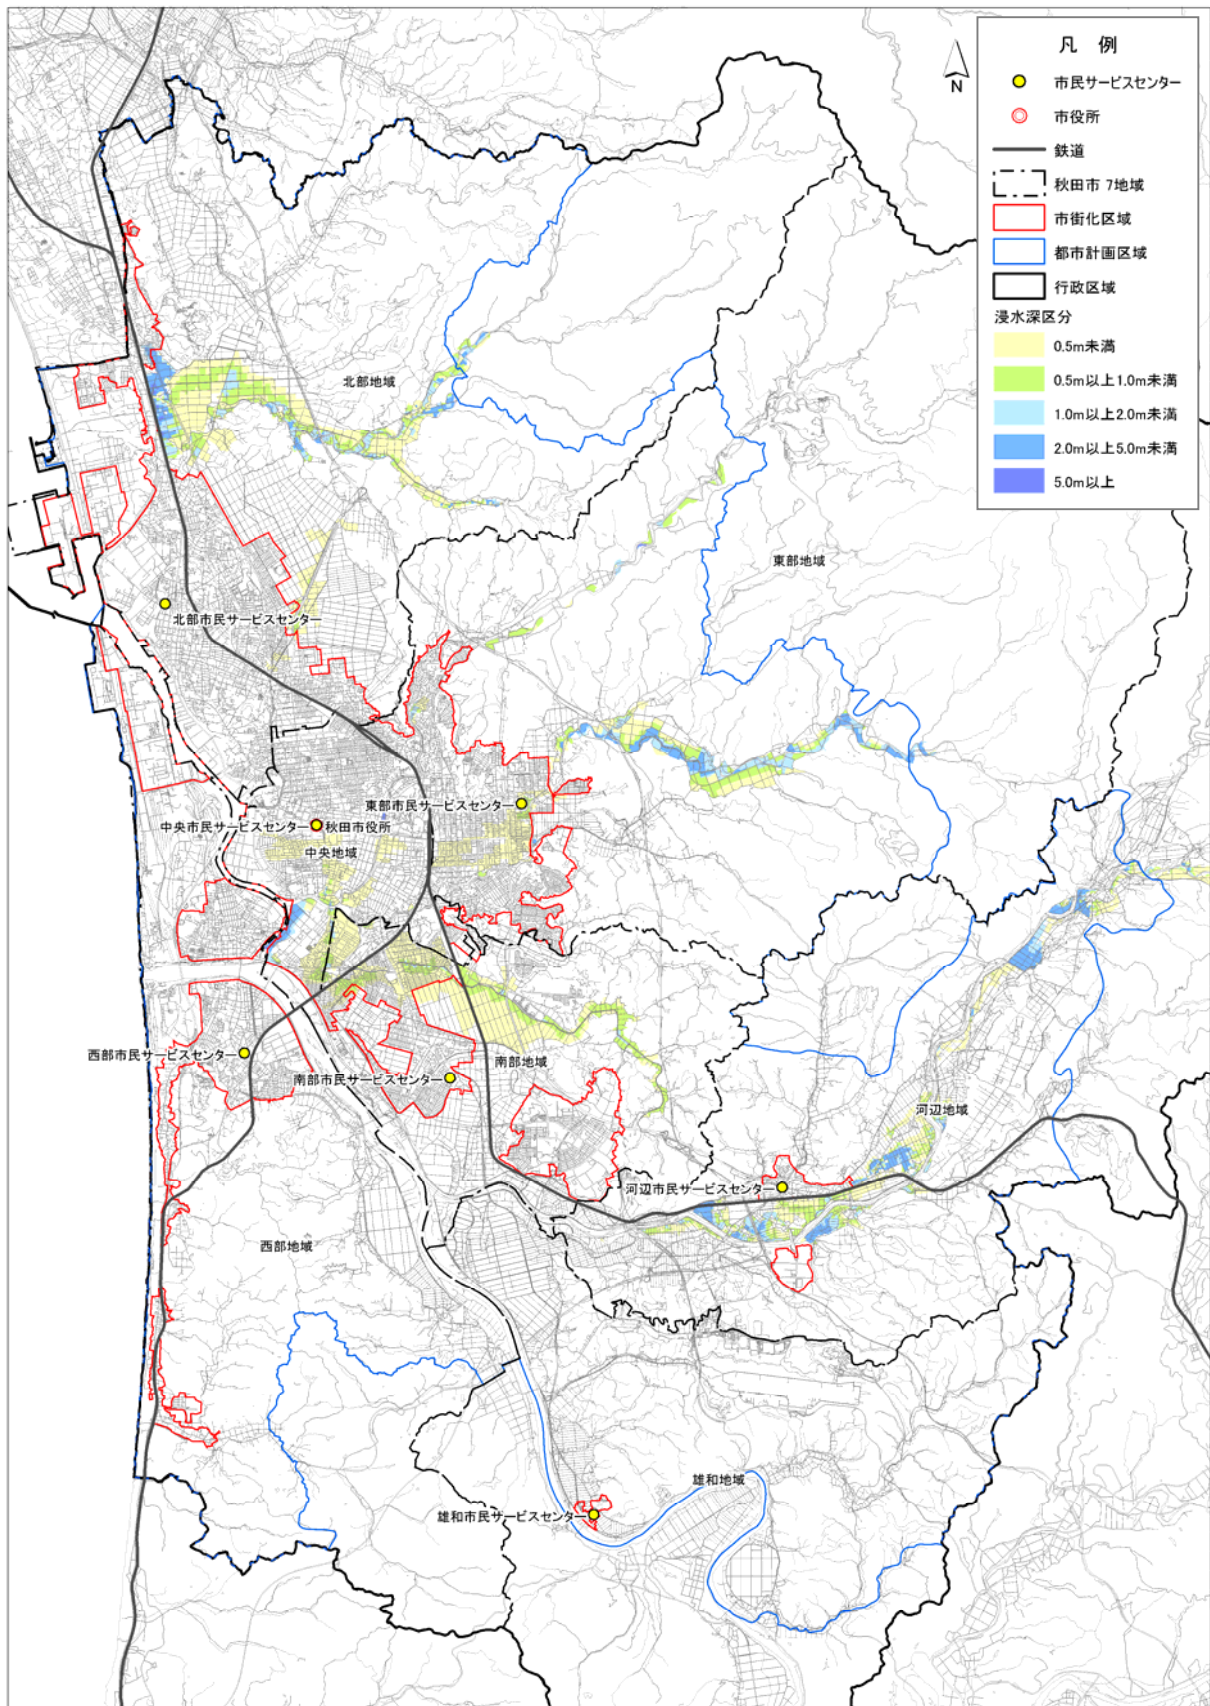 凡 例
市民サービスセンター
市役所
鉄道
秋田市 7地域
市街化区域
都市計画区域
行政区域
浸水深区分
0.5m未満
0.5m以上1.0m未満
1.0m以上2.0m未満
2.0m以上5.0m未満
5.0m以上
N
北部地域
東部地域
北部市民サービスセンター
東部市民サービスセンター
中央市民サービスセンター
秋田市役所
中央地域
西部市民サービスセンター
南部地域
南部市民サービスセンター
河辺地域
河辺市民サービスセンター
西部地域
雄和地域
雄和市民サービスセンター